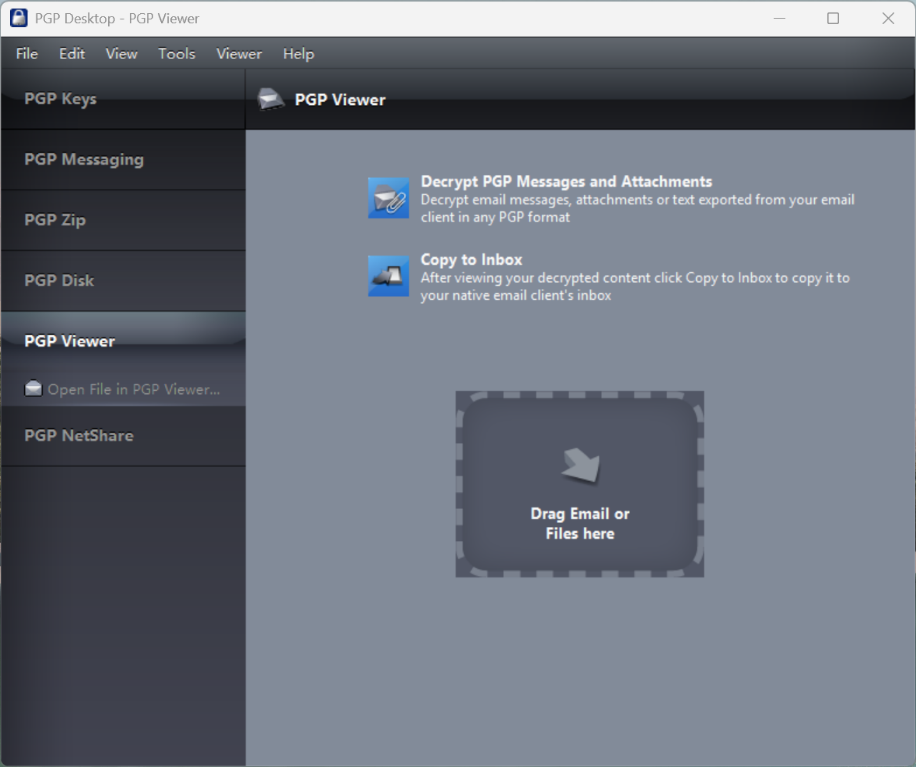 PGP Desktop - PGP Viewer
File Edit View Tools Viewer Help
PGP Keys
PGP Messaging
PGP Zip
PGP Disk
PGP Viewer
Open File in PGP Viewer...
PGP NetShare
PGP Viewer
Decrypt PGP Messages and Attachments
Decrypt email messages, attachments or text exported from your email
client in any PGP format
Copy to Inbox
After viewing your decrypted content click Copy to Inbox to copy it to
your native email client's inbox
Drag Email or
Files here